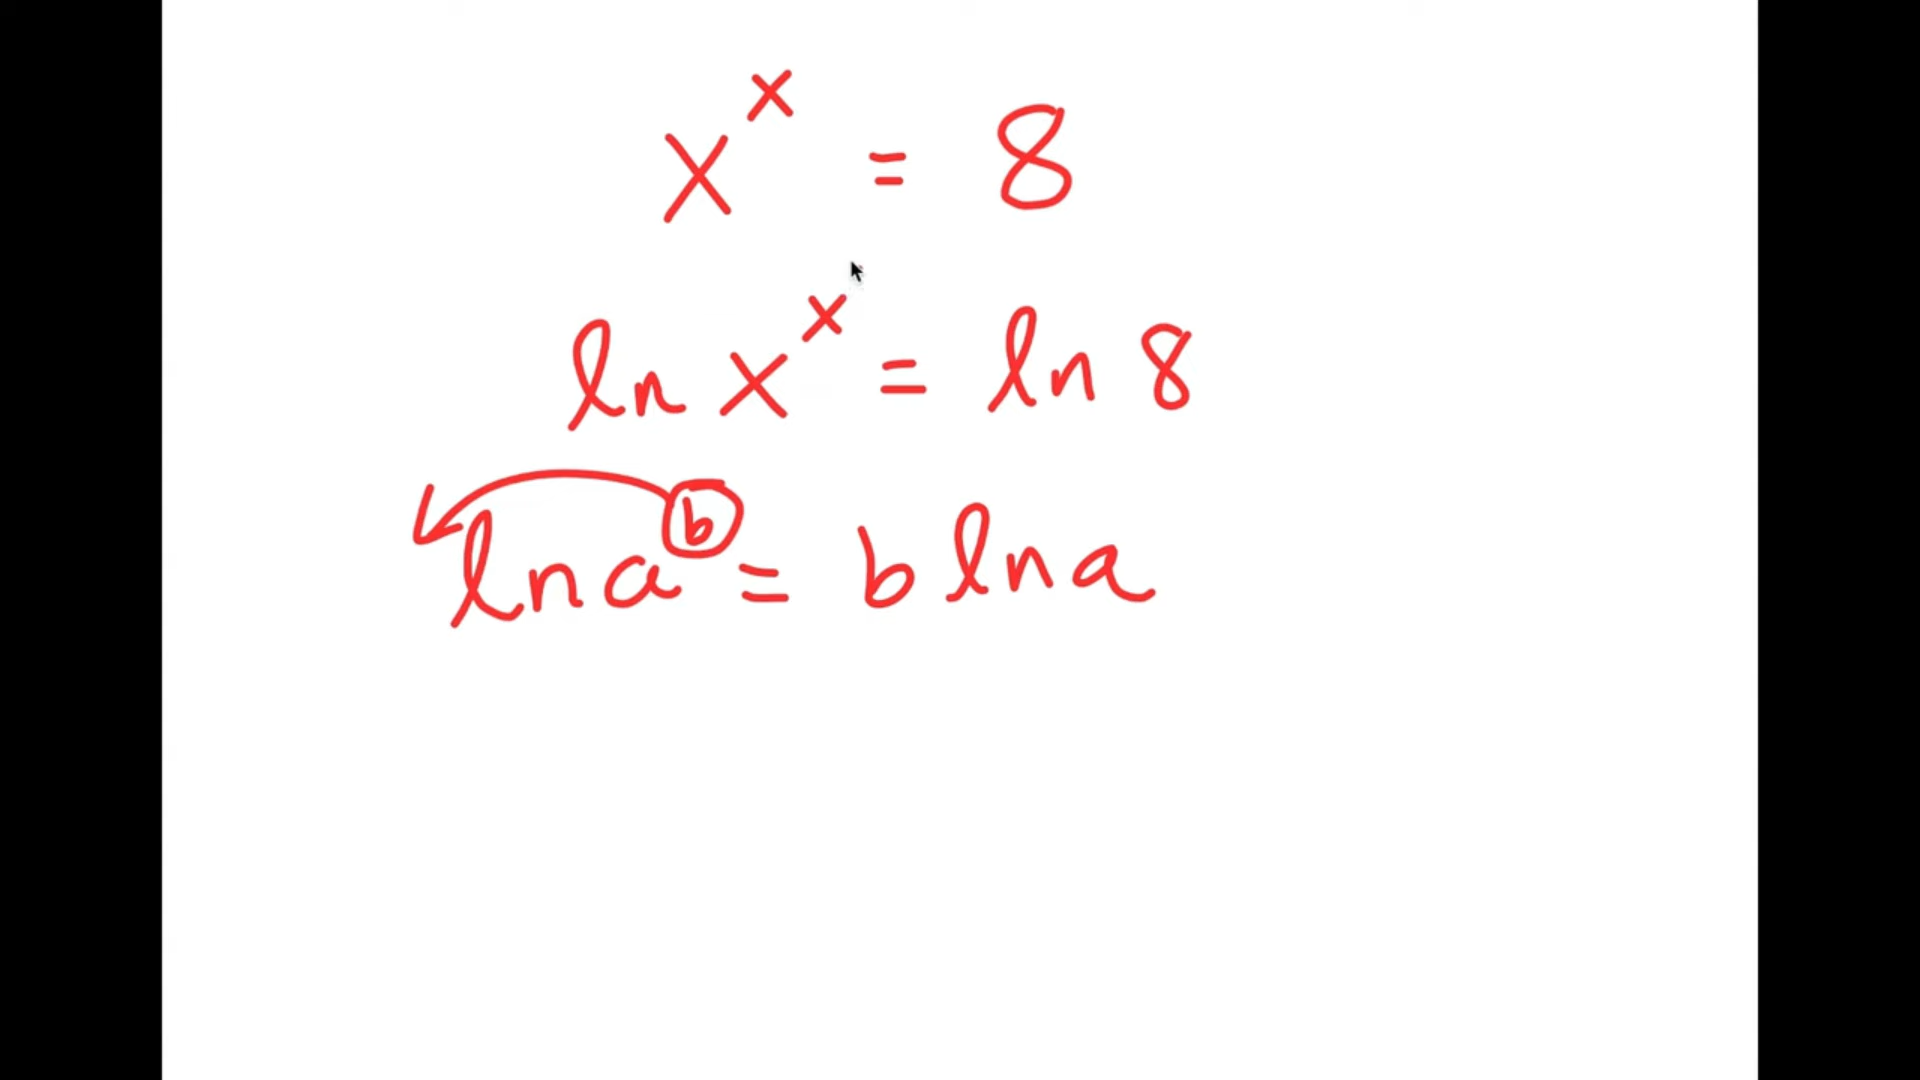 x^x = 8
ln x^x = ln 8
ln a^b = b ln a